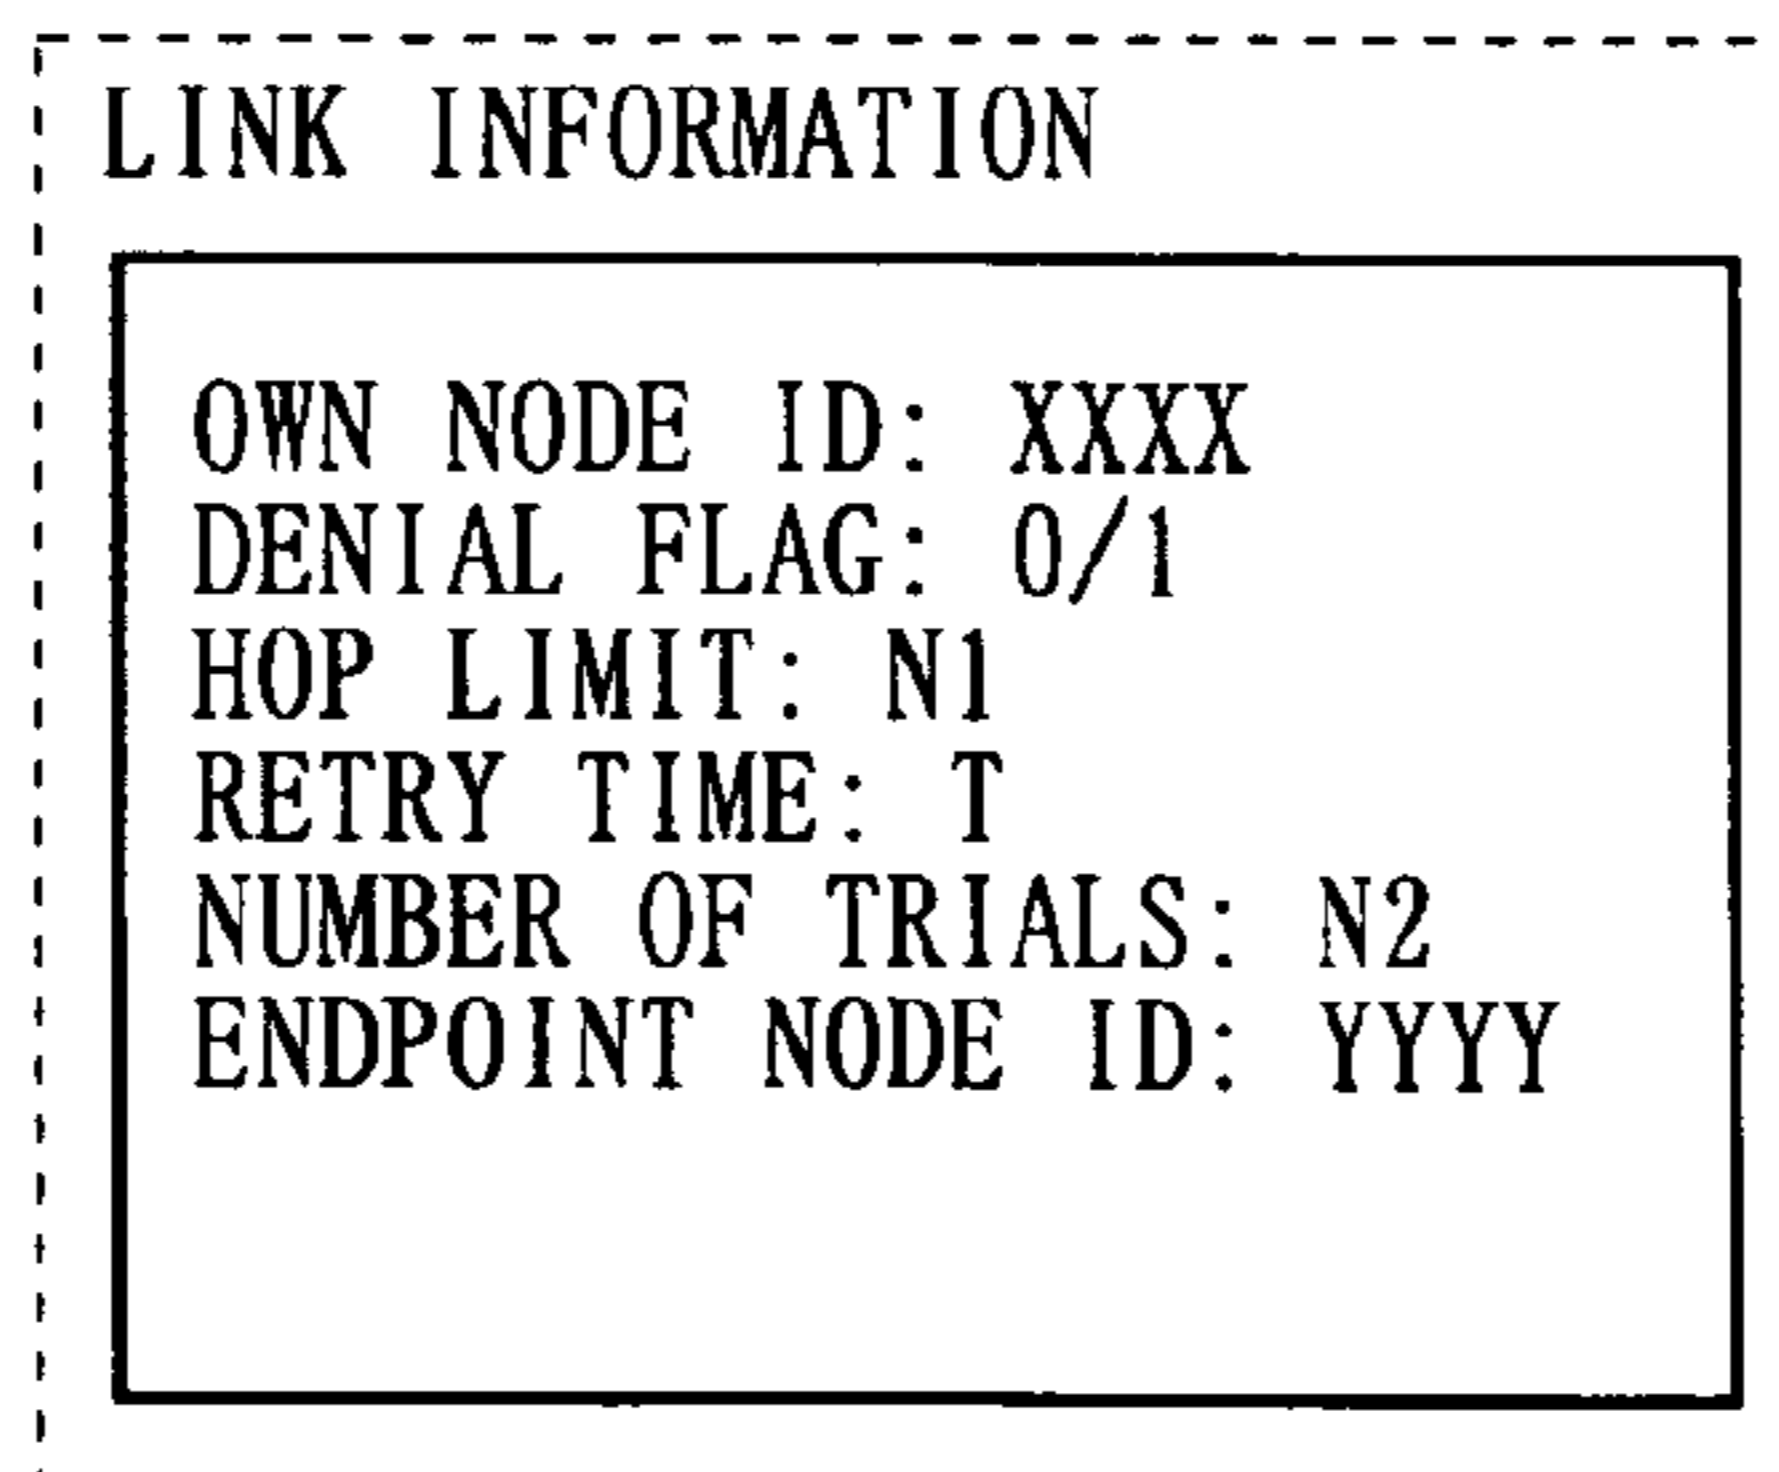 LINK INFORMATION
OWN NODE ID: XXXX
DENIAL FLAG: 0/1
HOP LIMIT: N1
RETRY TIME: T
NUMBER OF TRIALS: N2
ENDPOINT NODE ID: YYYY